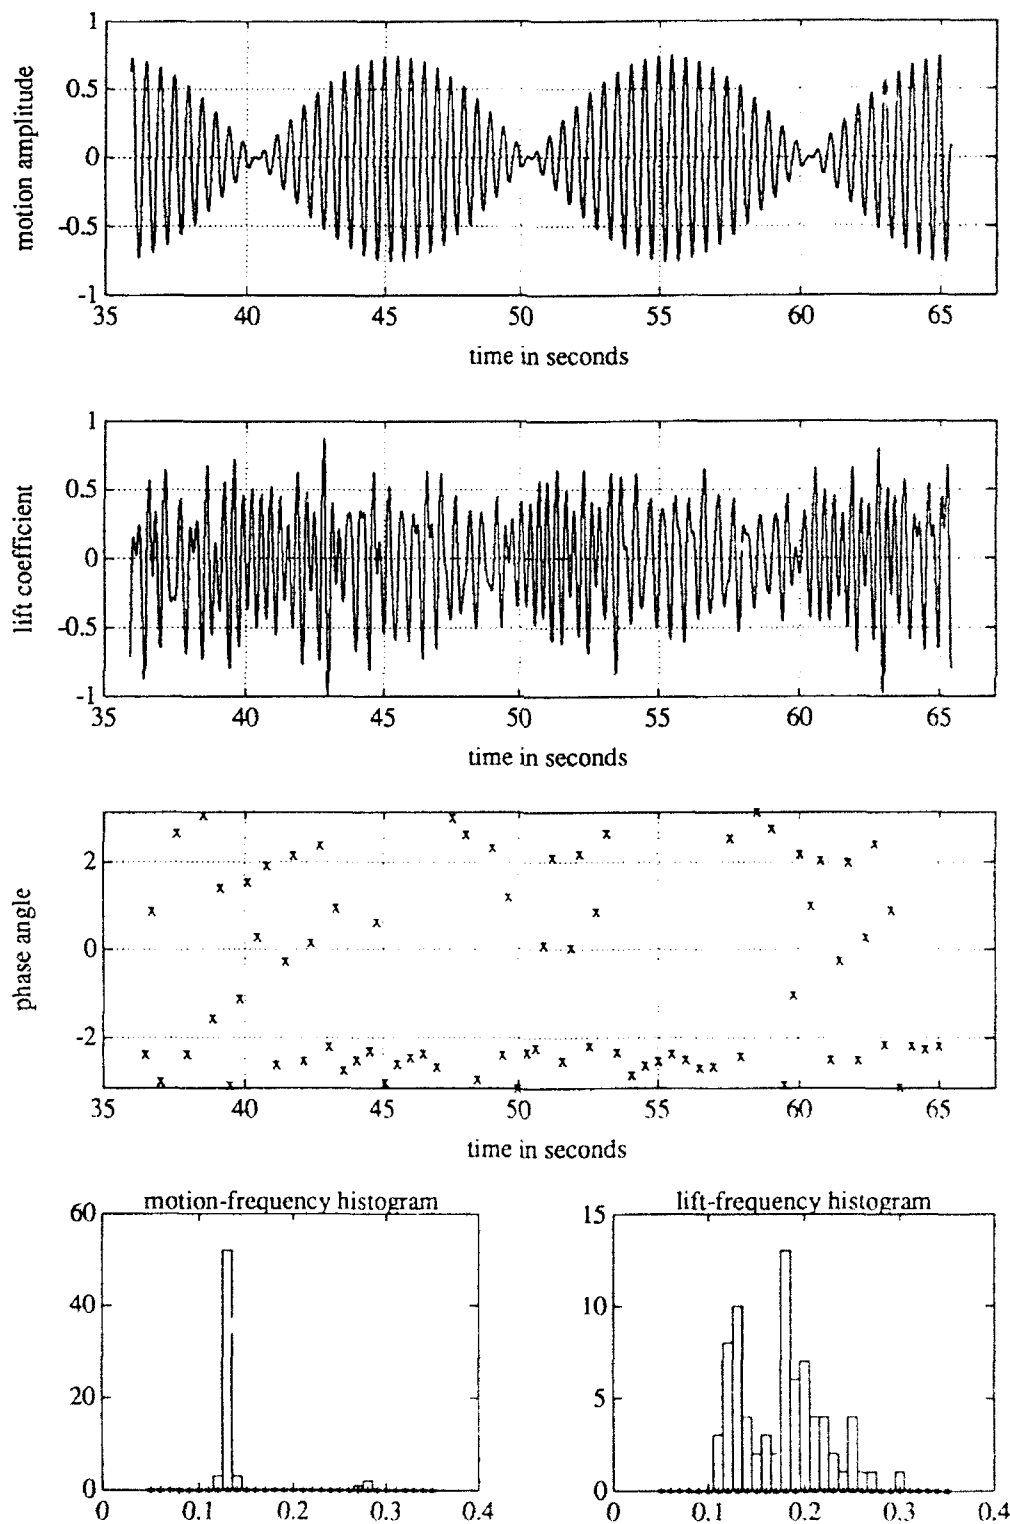 1
0.5
0
-0.5
-1
motion amplitude
35 40 45 50 55 60 65
time in seconds
1
0.5
0
-0.5
-1
lift coefficient
35 40 45 50 55 60 65
time in seconds
2
0
-2
phase angle
35 40 45 50 55 60 65
time in seconds
motion-frequency histogram
60
40
20
0
0 0.1 0.2 0.3 0.4
lift-frequency histogram
15
10
5
0
0 0.1 0.2 0.3 0.4